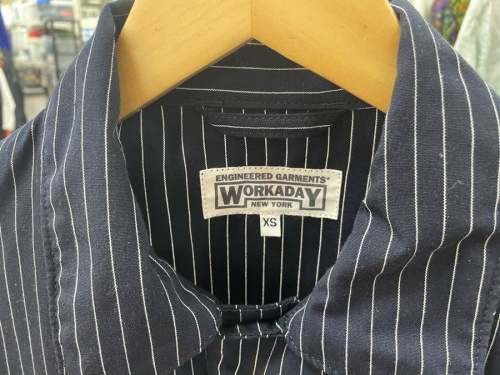 ENGINEERED GARMENTS®
WORKADAY
NEW YORK
XS